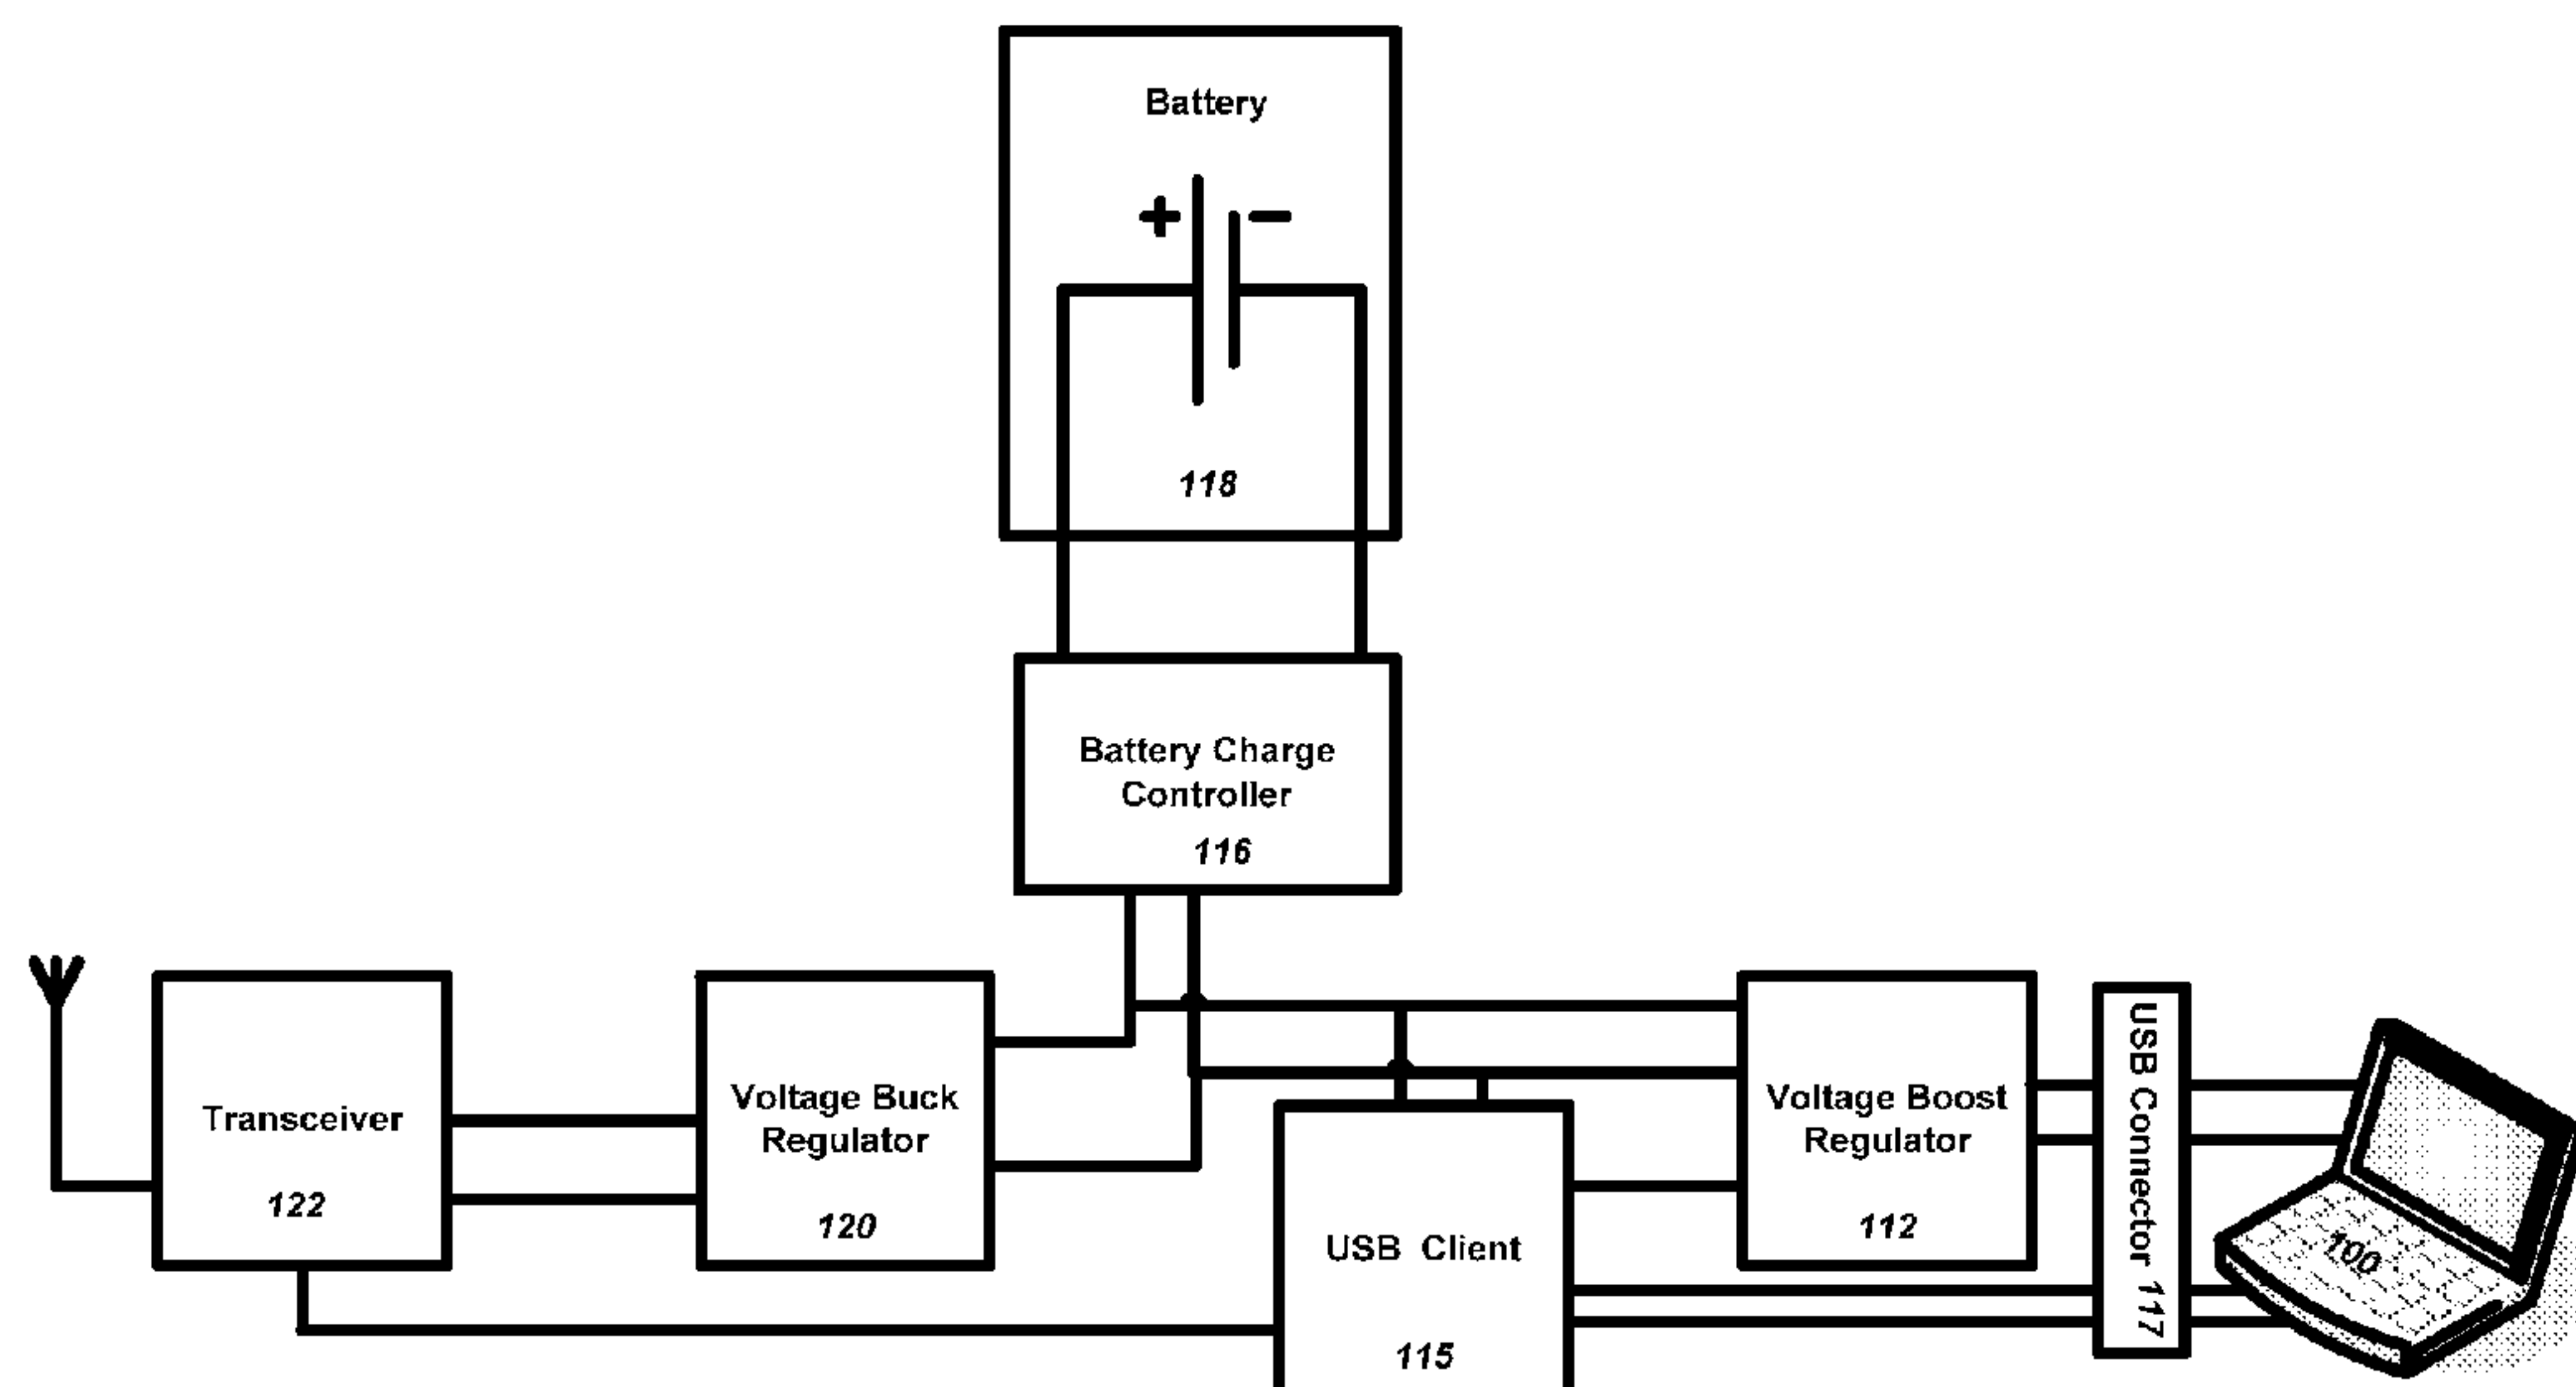 Battery
+ −
118
Battery Charge
Controller
116
Transceiver
122
Voltage Buck
Regulator
120
USB Client
115
Voltage Boost
Regulator
112
USB Connector 117
100